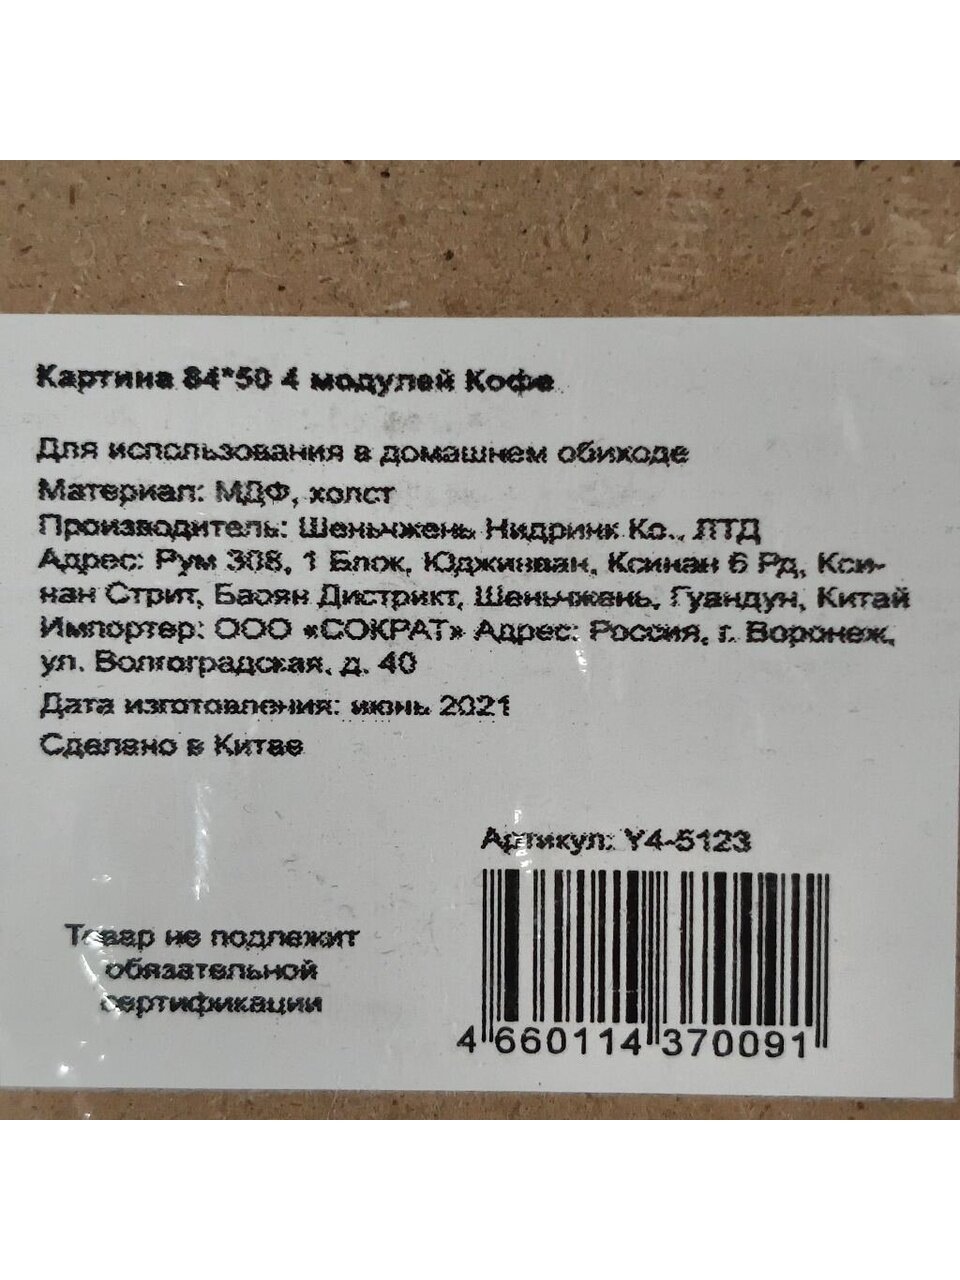 Картина 84*50 4 модулей Кофе
Для использования в домашнем обиходе
Материал: МДФ, холст
Производитель: Шеньчжень Нидринк Ко., ЛТД
Адрес: Рум 308, 1 Блок, Юджинван, Ксинан 6 Рд, Кси-
нан Стрит, Баоян Дистрикт, Шеньчжень, Гуандун, Китай
Импортер: ООО «СОКРАТ» Адрес: Россия, г. Воронеж,
ул. Волгоградская, д. 40
Дата изготовления: июнь 2021
Сделано в Китае
Артикул: Y4-5123
Товар не подлежит
обязательной
сертификации
4 660114 370091